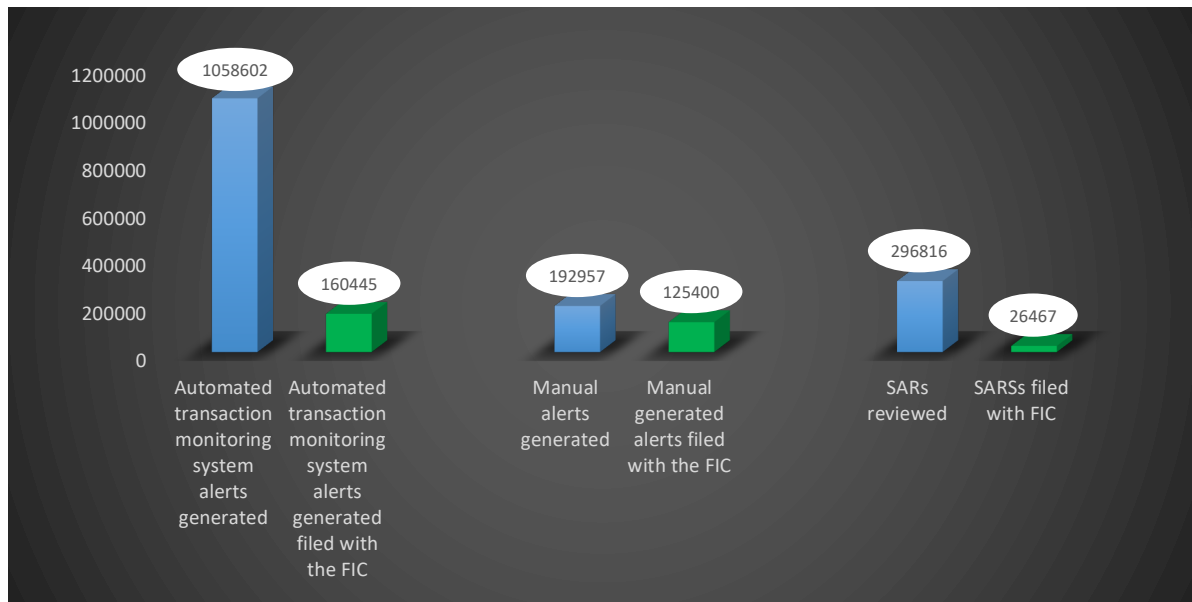 1200000
1000000
800000
600000
400000
200000
0
1058602
160445
192957
125400
296816
26467
Automated
transaction
monitoring
system
alerts
generated
Automated
transaction
monitoring
system
alerts
generated
filed with
the FIC
Manual
alerts
generated
Manual
generated
alerts filed
with the FIC
SARs
reviewed
SARSs filed
with FIC